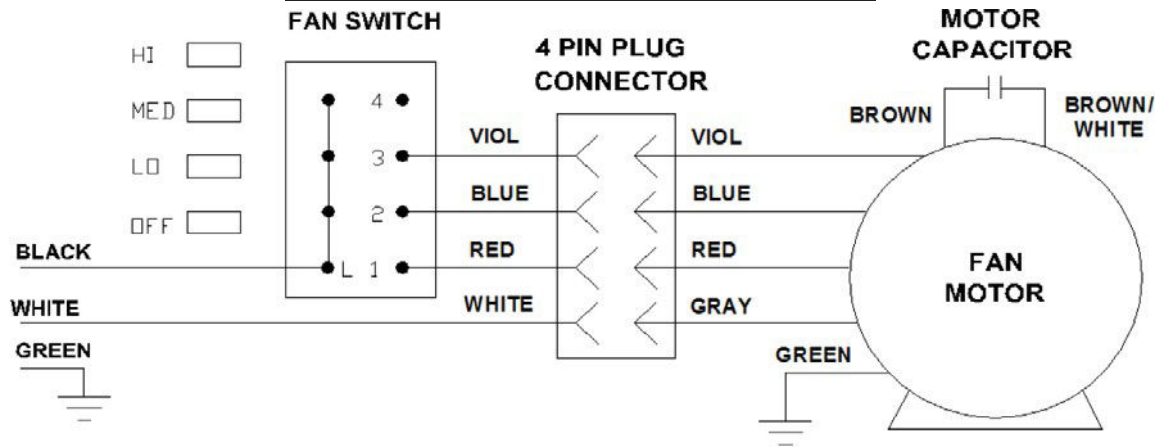 FAN SWITCH
HI
MED
LO
OFF
4
3
2
L 1
BLACK
WHITE
GREEN
4 PIN PLUG
CONNECTOR
VIOL
BLUE
RED
WHITE
VIOL
BLUE
RED
GRAY
GREEN
MOTOR
CAPACITOR
BROWN
BROWN/
WHITE
FAN
MOTOR